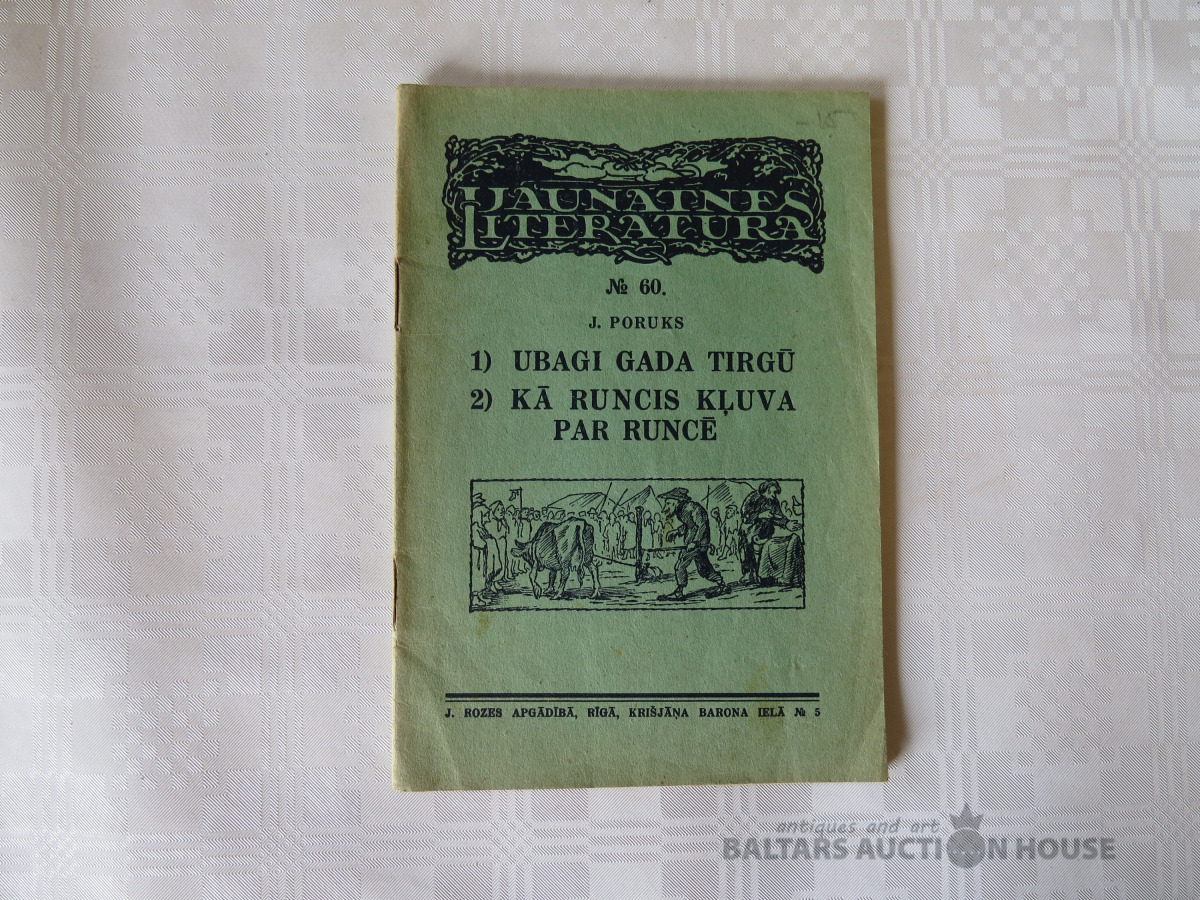 -15
JAUNATNES
LITERATURA
№ 60.
J. PORUKS
1) UBAGI GADA TIRGŪ
2) KĀ RUNCIS KĻUVA
PAR RUNCĒ
J. ROZES APGĀDĪBĀ, RĪGĀ, KRIŠJĀŅA BARONA IELĀ № 5
antiques and art
BALTARS AUCTION HOUSE